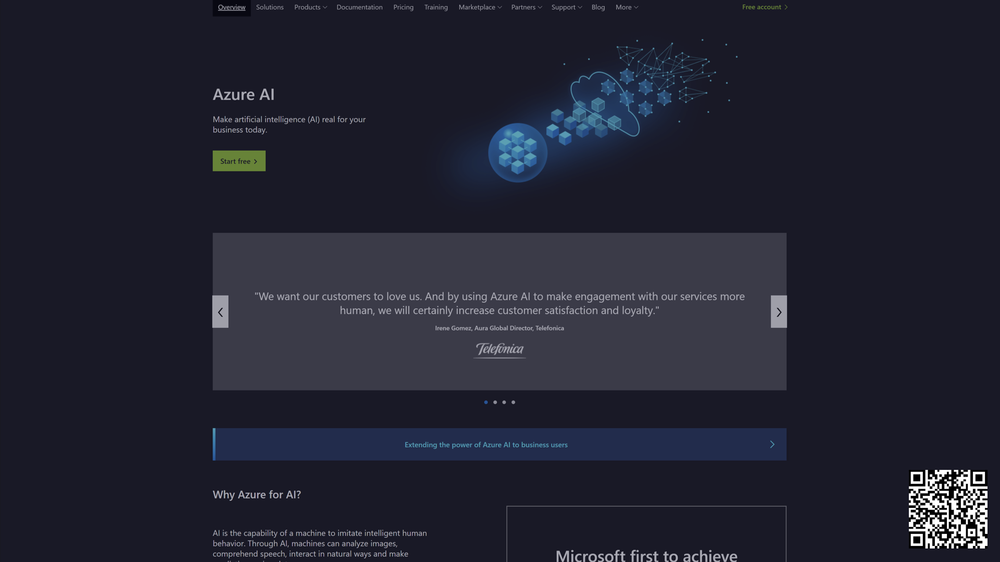 Overview Solutions Products Documentation Pricing Training Marketplace Partners Support Blog More Free account
Azure AI
Make artificial intelligence (AI) real for your
business today.
Start free
"We want our customers to love us. And by using Azure AI to make engagement with our services more
human, we will certainly increase customer satisfaction and loyalty."
Irene Gomez, Aura Global Director, Telefonica
Telefónica
Extending the power of Azure AI to business users
Why Azure for AI?
AI is the capability of a machine to imitate intelligent human
behavior. Through AI, machines can analyze images,
comprehend speech, interact in natural ways and make
Microsoft first to achieve